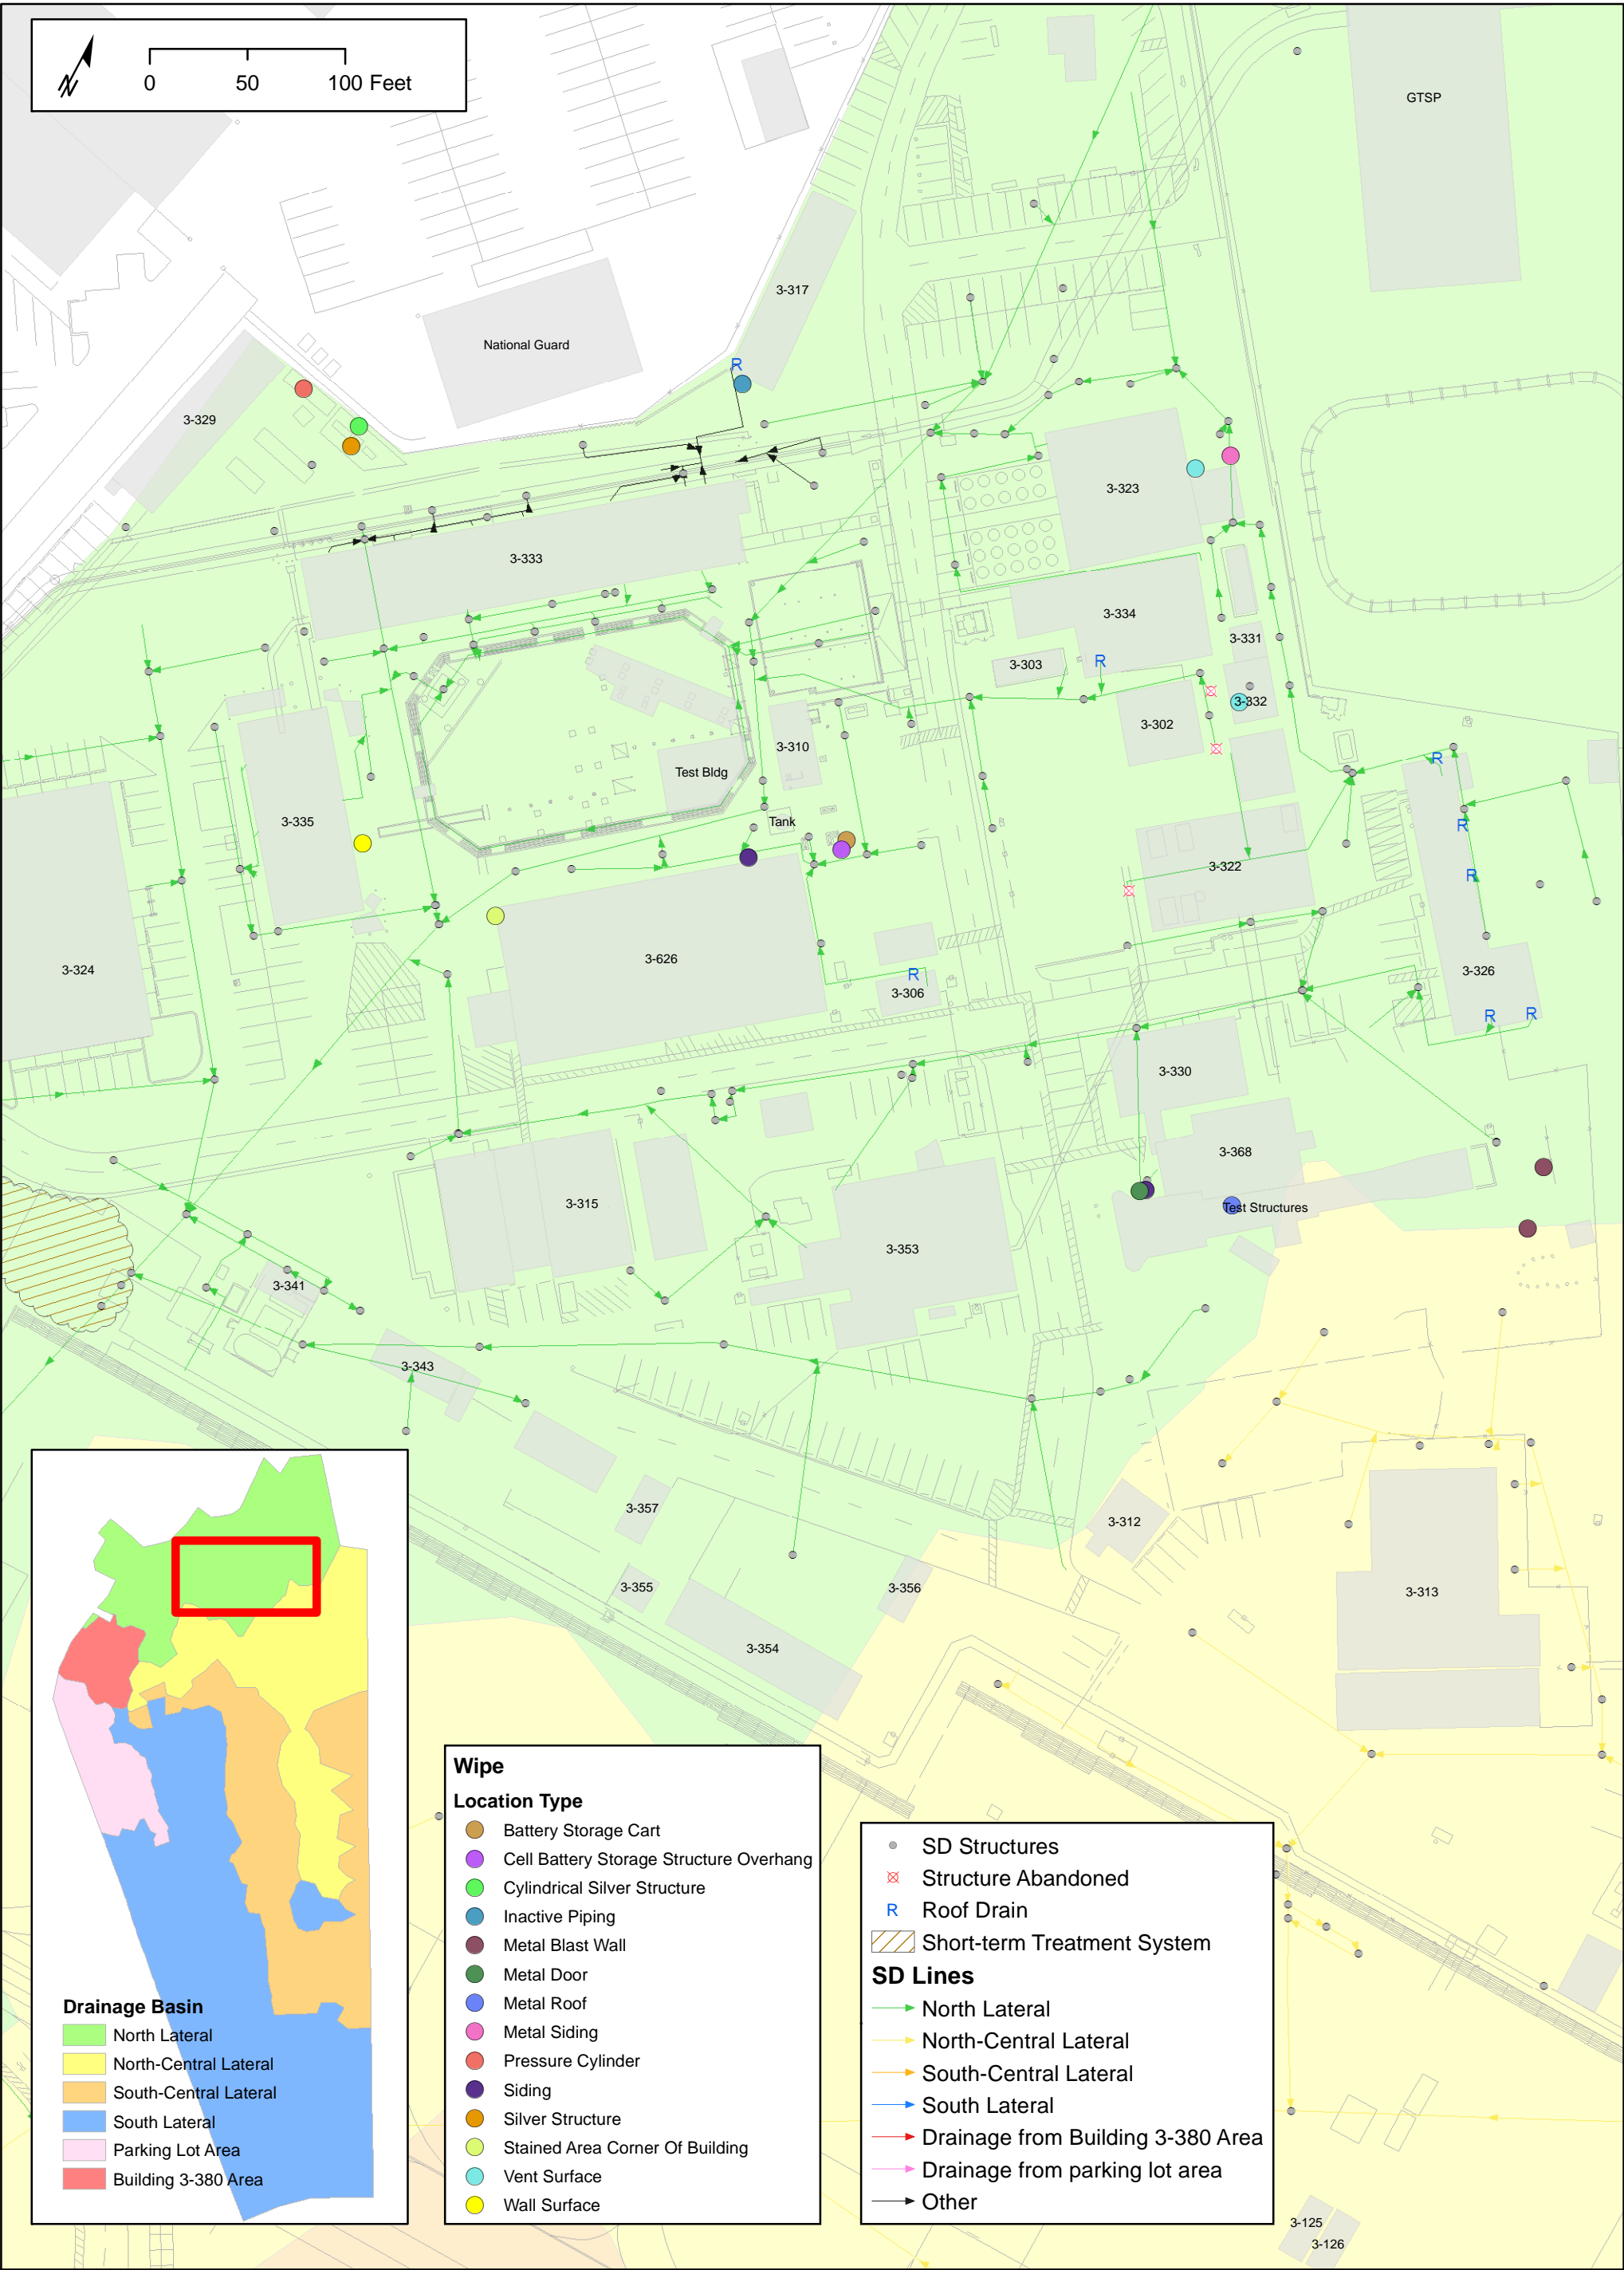 N
0
50
100 Feet
GTSP
3-317
National Guard
R
3-329
3-323
3-333
3-334
3-331
3-303
R
3-332
3-302
3-310
Test Bldg
R
3-335
Tank
R
3-322
R
3-324
3-626
R
3-306
3-326
R
R
3-330
3-368
3-315
Test Structures
3-353
3-341
3-343
3-357
3-312
3-355
3-356
3-313
3-354
3-125
3-126
Drainage Basin
North Lateral
North-Central Lateral
South-Central Lateral
South Lateral
Parking Lot Area
Building 3-380 Area
Wipe
Location Type
Battery Storage Cart
Cell Battery Storage Structure Overhang
Cylindrical Silver Structure
Inactive Piping
Metal Blast Wall
Metal Door
Metal Roof
Metal Siding
Pressure Cylinder
Siding
Silver Structure
Stained Area Corner Of Building
Vent Surface
Wall Surface
SD Structures
Structure Abandoned
R Roof Drain
Short-term Treatment System
SD Lines
North Lateral
North-Central Lateral
South-Central Lateral
South Lateral
Drainage from Building 3-380 Area
Drainage from parking lot area
Other